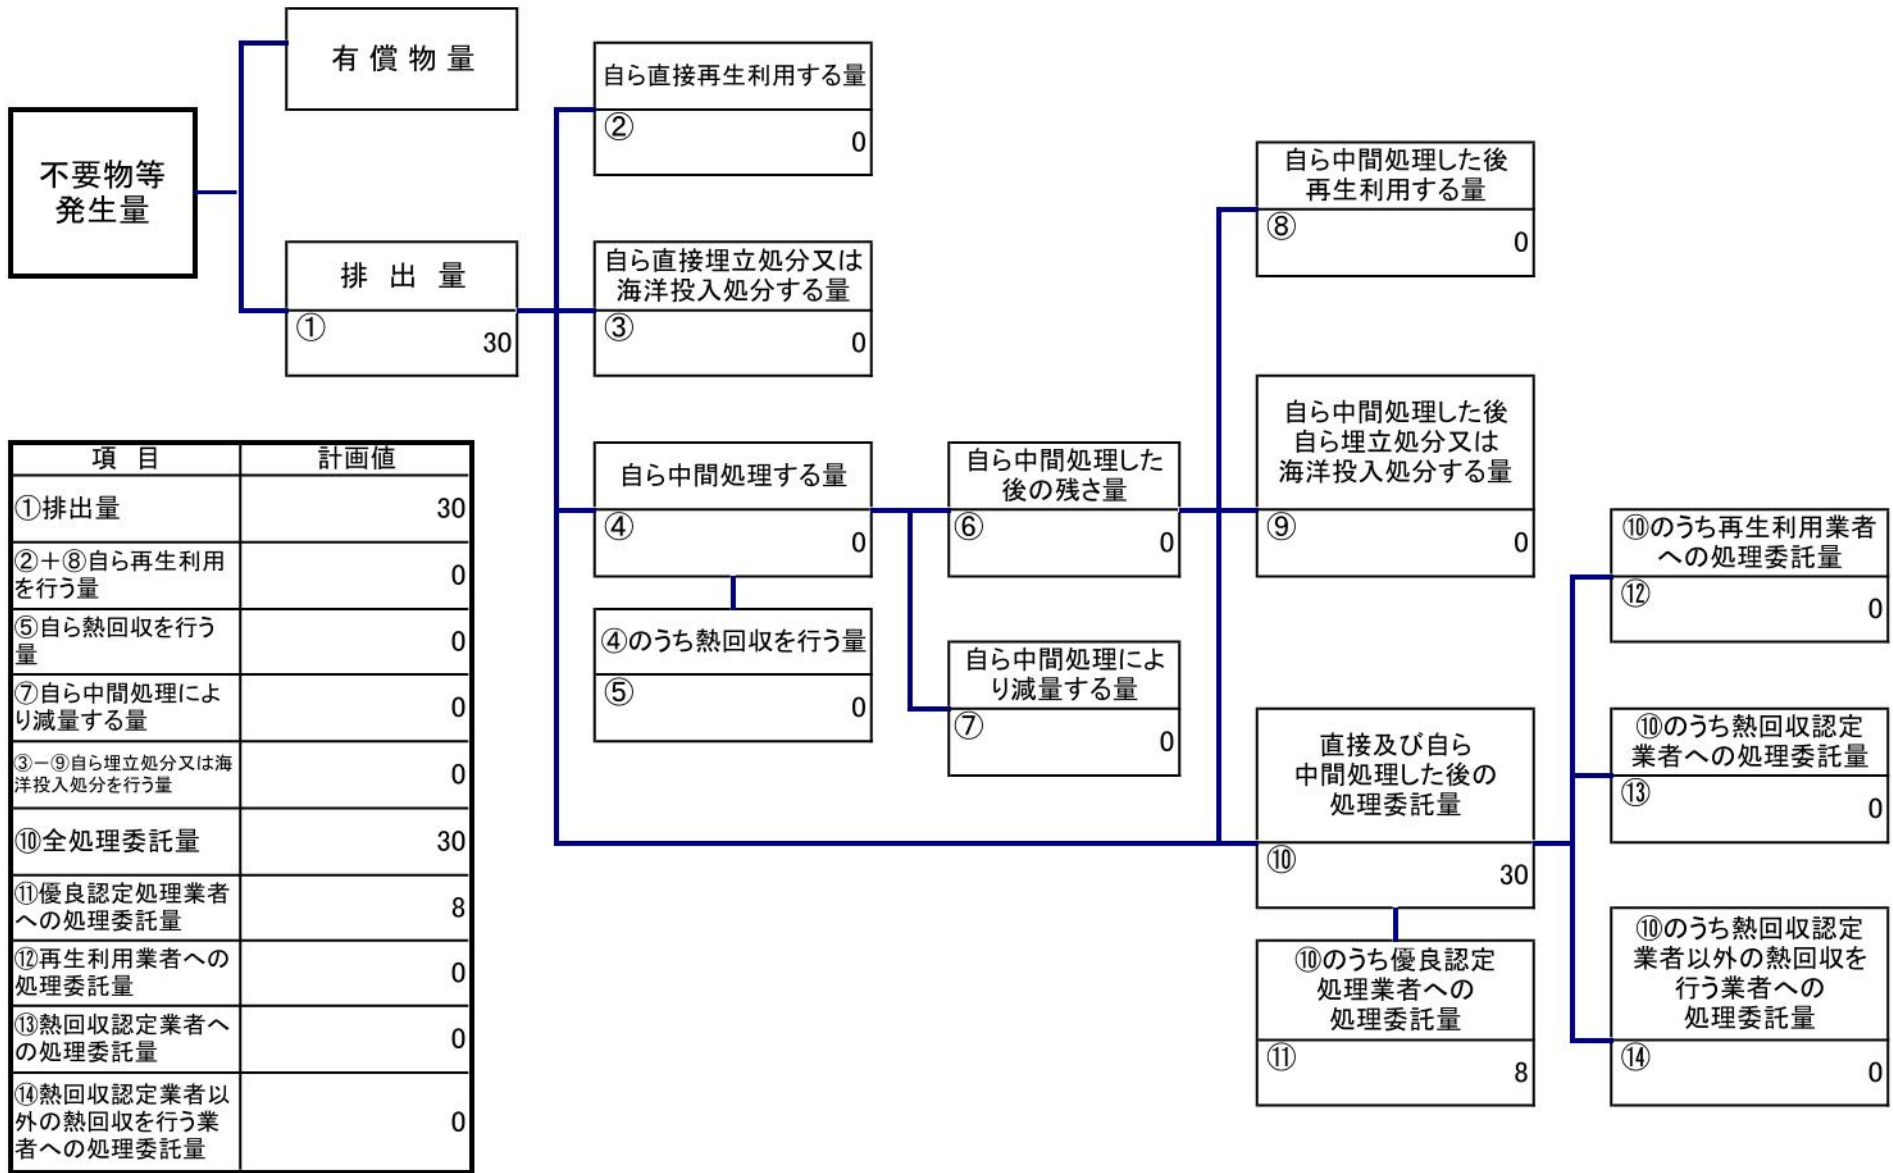 有償物量
不要物等
発生量
排出量
① 30
自ら直接再生利用する量
② 0
自ら直接埋立処分又は
海洋投入処分する量
③ 0
自ら中間処理する量
④ 0
④のうち熱回収を行う量
⑤ 0
自ら中間処理した
後の残さ量
⑥ 0
自ら中間処理によ
り減量する量
⑦ 0
自ら中間処理した後
再生利用する量
⑧ 0
自ら中間処理した後
自ら埋立処分又は
海洋投入処分する量
⑨ 0
直接及び自ら
中間処理した後の
処理委託量
⑩ 30
⑩のうち優良認定
処理業者への
処理委託量
⑪ 8
⑩のうち再生利用業者
への処理委託量
⑫ 0
⑩のうち熱回収認定
業者への処理委託量
⑬ 0
⑩のうち熱回収認定
業者以外の熱回収を
行う業者への
処理委託量
⑭ 0
項目 計画値
①排出量 30
②+⑧自ら再生利用
を行う量 0
⑤自ら熱回収を行う
量 0
⑦自ら中間処理によ
り減量する量 0
③－⑨自ら埋立処分又は海
洋投入処分を行う量 0
⑩全処理委託量 30
⑪優良認定処理業者
への処理委託量 8
⑫再生利用業者への
処理委託量 0
⑬熱回収認定業者へ
の処理委託量 0
⑭熱回収認定業者以
外の熱回収を行う業
者への処理委託量 0